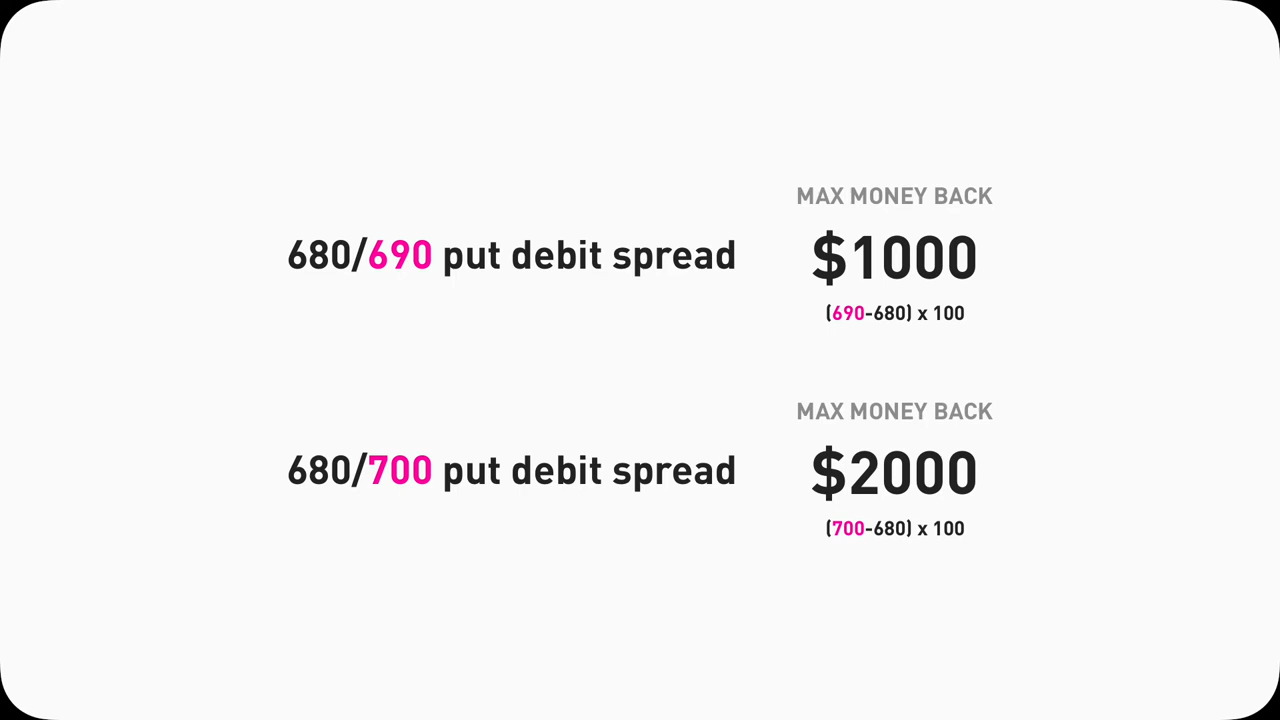 MAX MONEY BACK
680/690 put debit spread
$1000
(690-680) x 100
MAX MONEY BACK
680/700 put debit spread
$2000
(700-680) x 100